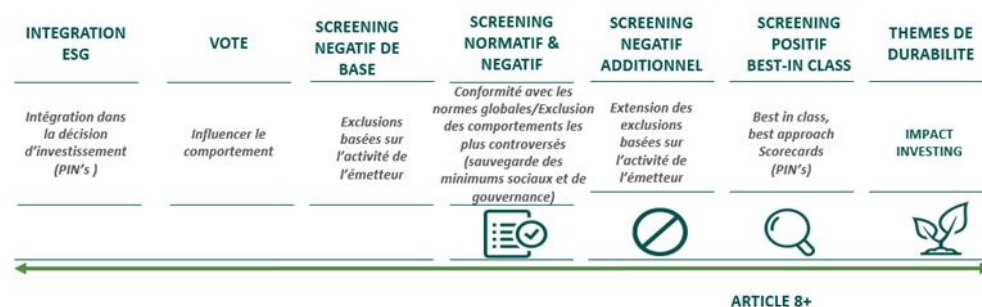 INTEGRATION
ESG
VOTE
SCREENING
NEGATIF DE
BASE
SCREENING
NORMATIF &
NEGATIF
SCREENING
NEGATIF
ADDITIONNEL
SCREENING
POSITIF
BEST-IN CLASS
THEMES DE
DURABILITE
Intégration dans
la décision
d'investissement
(PIN's )
Influencer le
comportement
Exclusions
basées sur
l'activité de
l'émetteur
Conformité avec les
normes globales/Exclusion
des comportements les
plus controversés
(sauvegarde des
minimums sociaux et de
gouvernance)
Extension des
exclusions
basées sur
l'activité de
l'émetteur
Best in class,
best approach
Scorecards
(PIN's)
IMPACT
INVESTING
ARTICLE 8+